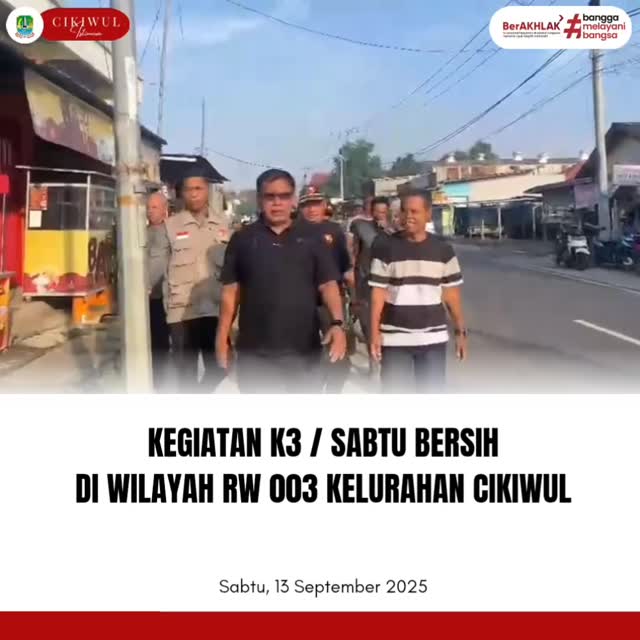 CIKIWUL
Istimewa
BerAKHLAK
#bangga
melayani
bangsa
KEGIATAN K3 / SABTU BERSIH
DI WILAYAH RW 003 KELURAHAN CIKIWUL
Sabtu, 13 September 2025